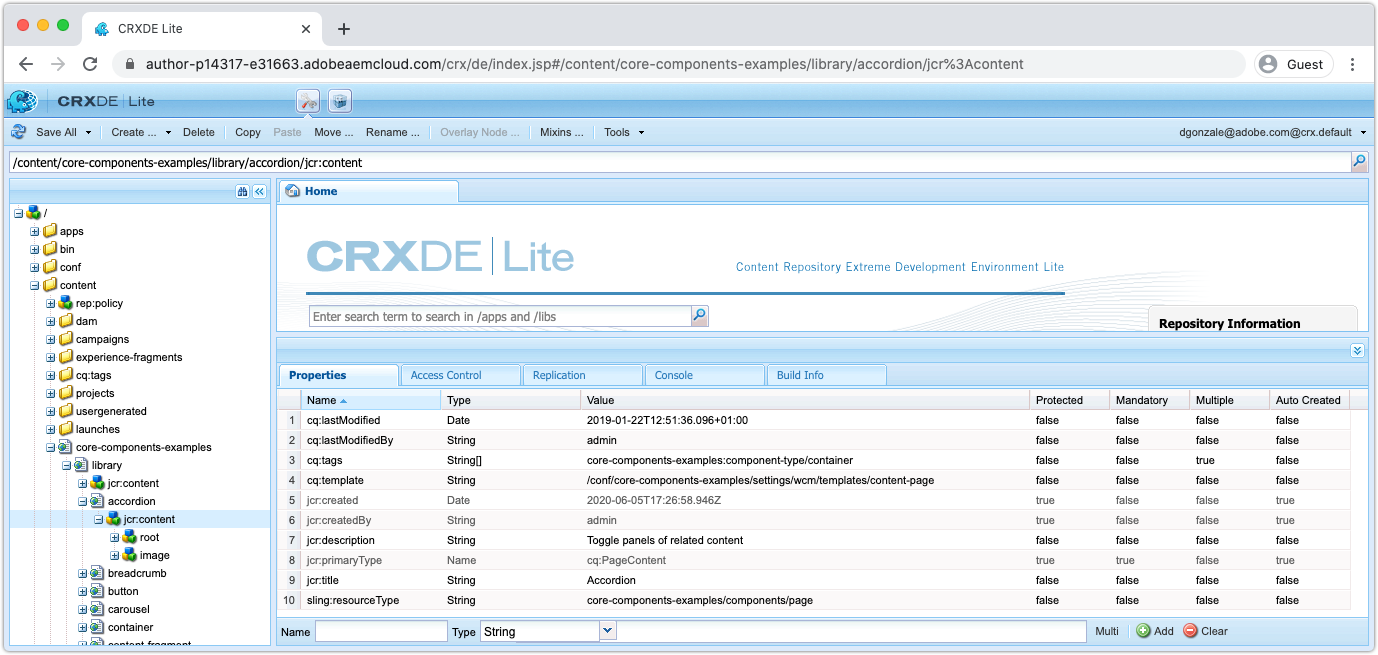 CRXDE Lite
author-p14317-e31663.adobeaemcloud.com/crx/de/index.jsp#/content/core-components-examples/library/accordion/jcr%3Acontent
Guest
CRXDE Lite
Save All Create ... Delete Copy Paste Move ... Rename ... Overlay Node ... Mixins ... Tools dgonzale@adobe.com@crx.default
/content/core-components-examples/library/accordion/jcr:content
/
apps
bin
conf
content
rep:policy
dam
campaigns
experience-fragments
cq:tags
projects
usergenerated
launches
core-components-examples
library
jcr:content
accordion
jcr:content
root
image
breadcrumb
button
carousel
container
content-fragment
Home
CRXDE Lite
Content Repository Extreme Development Environment Lite
Enter search term to search in /apps and /libs
Repository Information
Properties Access Control Replication Console Build Info
Name Type Value Protected Mandatory Multiple Auto Created
1 cq:lastModified Date 2019-01-22T12:51:36.096+01:00 false false false false
2 cq:lastModifiedBy String admin false false false false
3 cq:tags String[] core-components-examples:component-type/container false false true false
4 cq:template String /conf/core-components-examples/settings/wcm/templates/content-page false false false false
5 jcr:created Date 2020-06-05T17:26:58.946Z true false false true
6 jcr:createdBy String admin true false false true
7 jcr:description String Toggle panels of related content false false false false
8 jcr:primaryType Name cq:PageContent true true false true
9 jcr:title String Accordion false false false false
10 sling:resourceType String core-components-examples/components/page false false false false
Name Type String Multi Add Clear